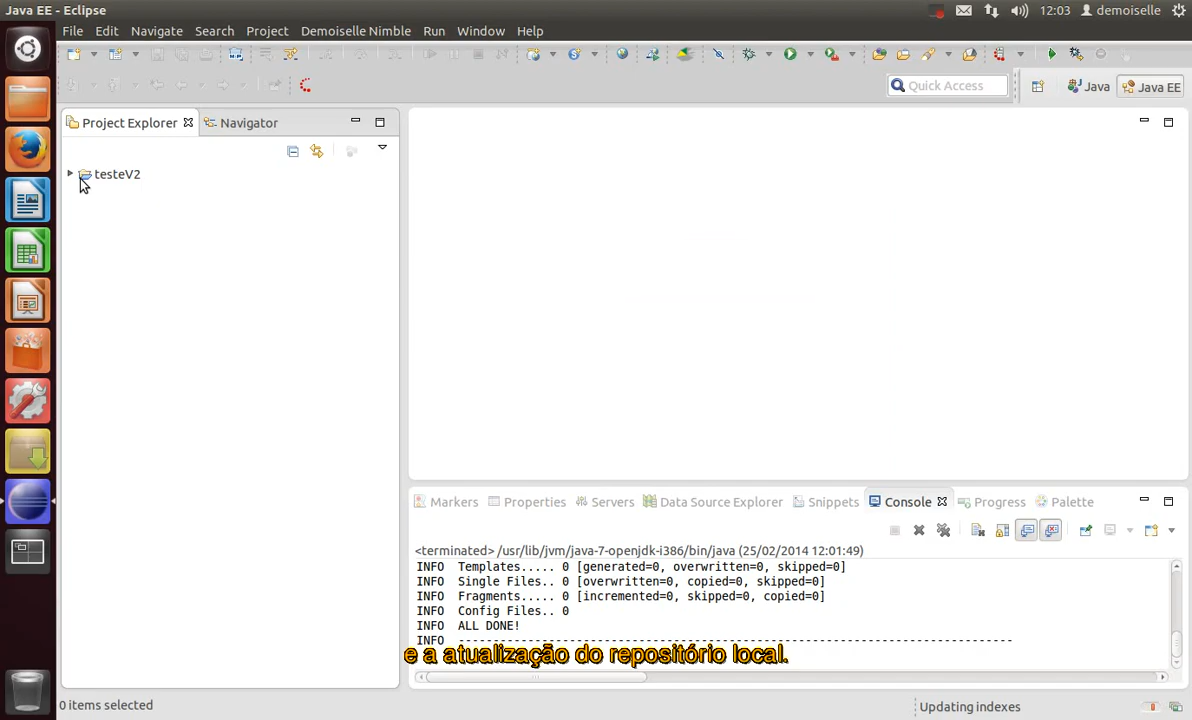 Java EE - Eclipse
12:03 demoiselle
File Edit Navigate Search Project Demoiselle Nimble Run Window Help
Quick Access Java Java EE
Project Explorer Navigator
testeV2
Markers Properties Servers Data Source Explorer Snippets Console Progress Palette
<terminated> /usr/lib/jvm/java-7-openjdk-i386/bin/java (25/02/2014 12:01:49)
INFO Templates..... 0 [generated=0, overwritten=0, skipped=0]
INFO Single Files.. 0 [overwritten=0, copied=0, skipped=0]
INFO Fragments..... 0 [incremented=0, skipped=0, copied=0]
INFO Config Files.. 0
INFO ALL DONE!
INFO -----------------------------------------------------------------------------
e a atualização do repositório local.
0 items selected
Updating indexes